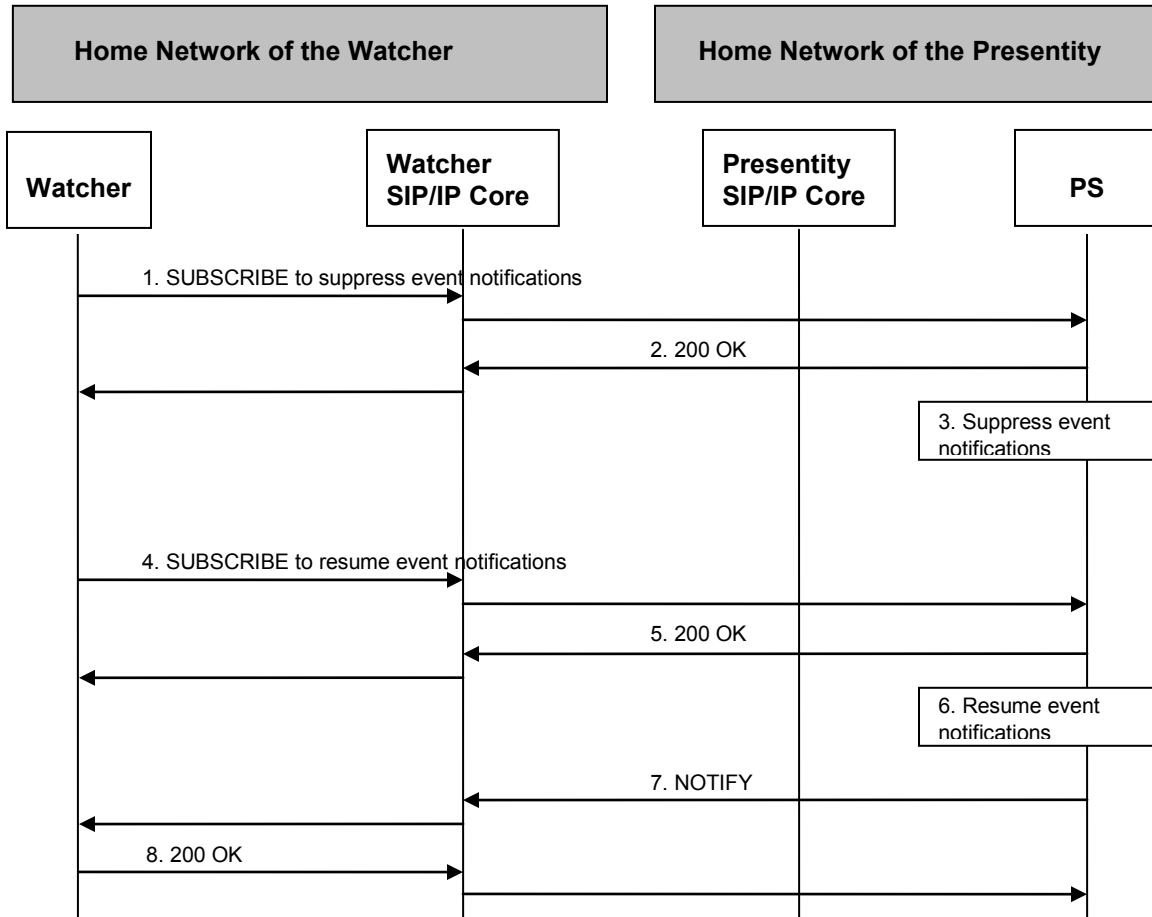 Home Network of the Watcher
Home Network of the Presentity
Watcher
Watcher
SIP/IP Core
Presentity
SIP/IP Core
PS
1. SUBSCRIBE to suppress event notifications
2. 200 OK
3. Suppress event
notifications
4. SUBSCRIBE to resume event notifications
5. 200 OK
6. Resume event
notifications
7. NOTIFY
8. 200 OK